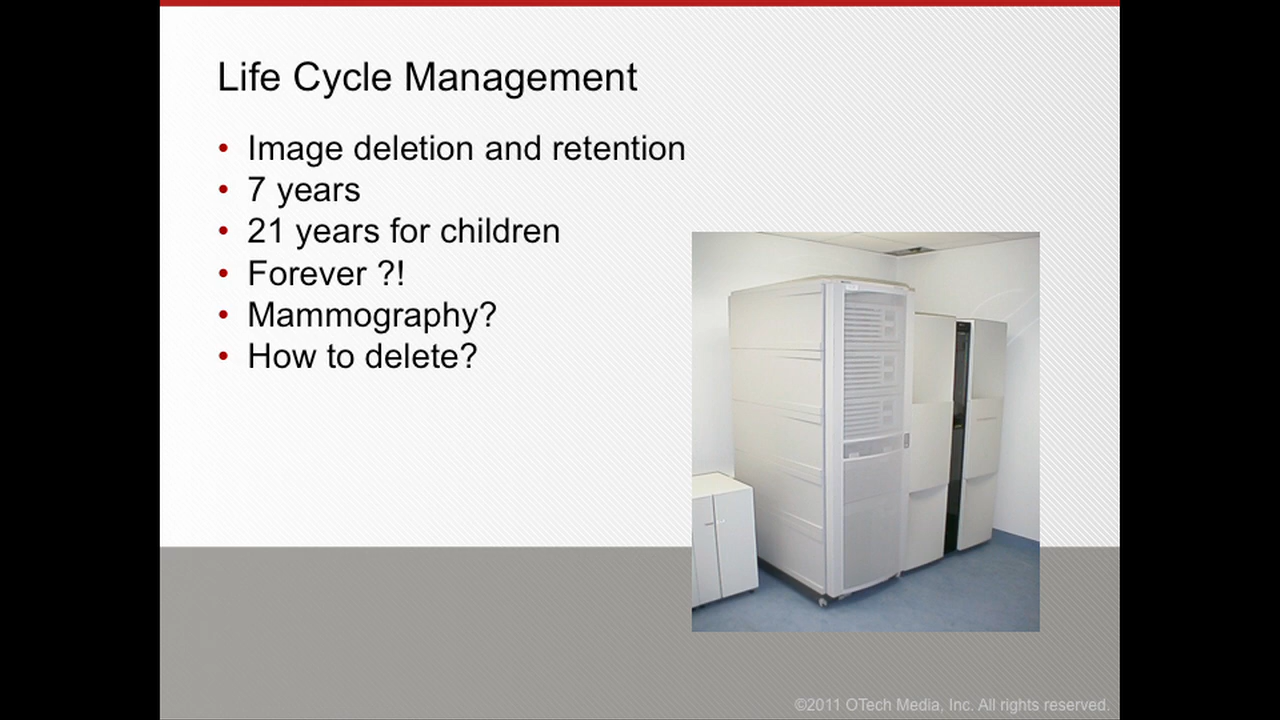 Life Cycle Management
• Image deletion and retention
• 7 years
• 21 years for children
• Forever ?!
• Mammography?
• How to delete?
©2011 OTech Media, Inc. All rights reserved.